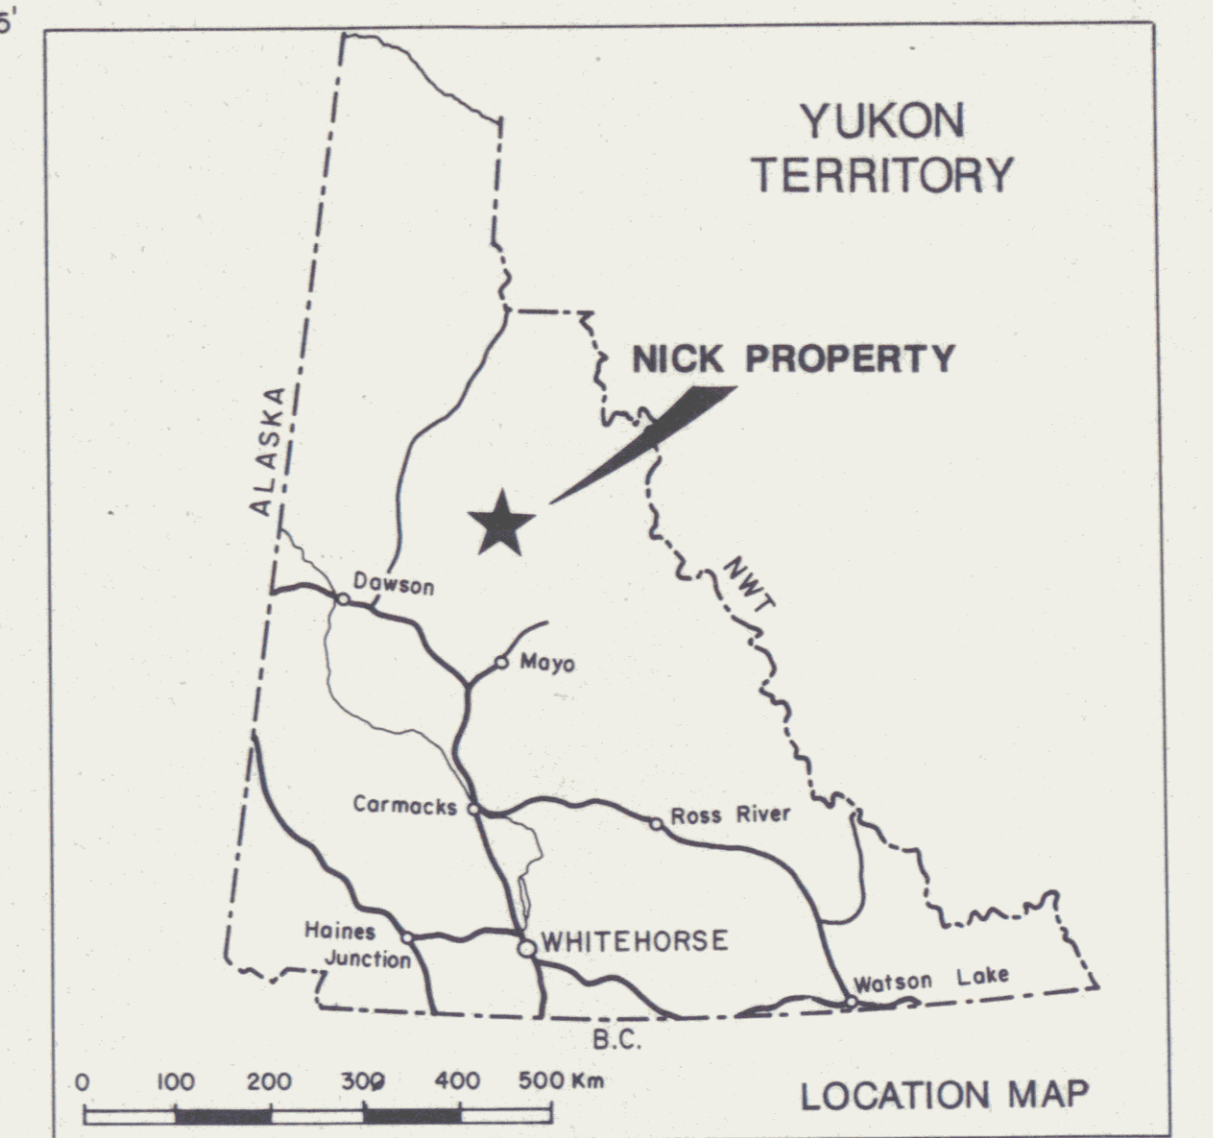 5'
YUKON
TERRITORY
NICK PROPERTY
ALASKA
NWT
Dawson
Mayo
Carmacks
Ross River
Haines
Junction
WHITEHORSE
Watson Lake
B.C.
0 100 200 300 400 500 Km
LOCATION MAP